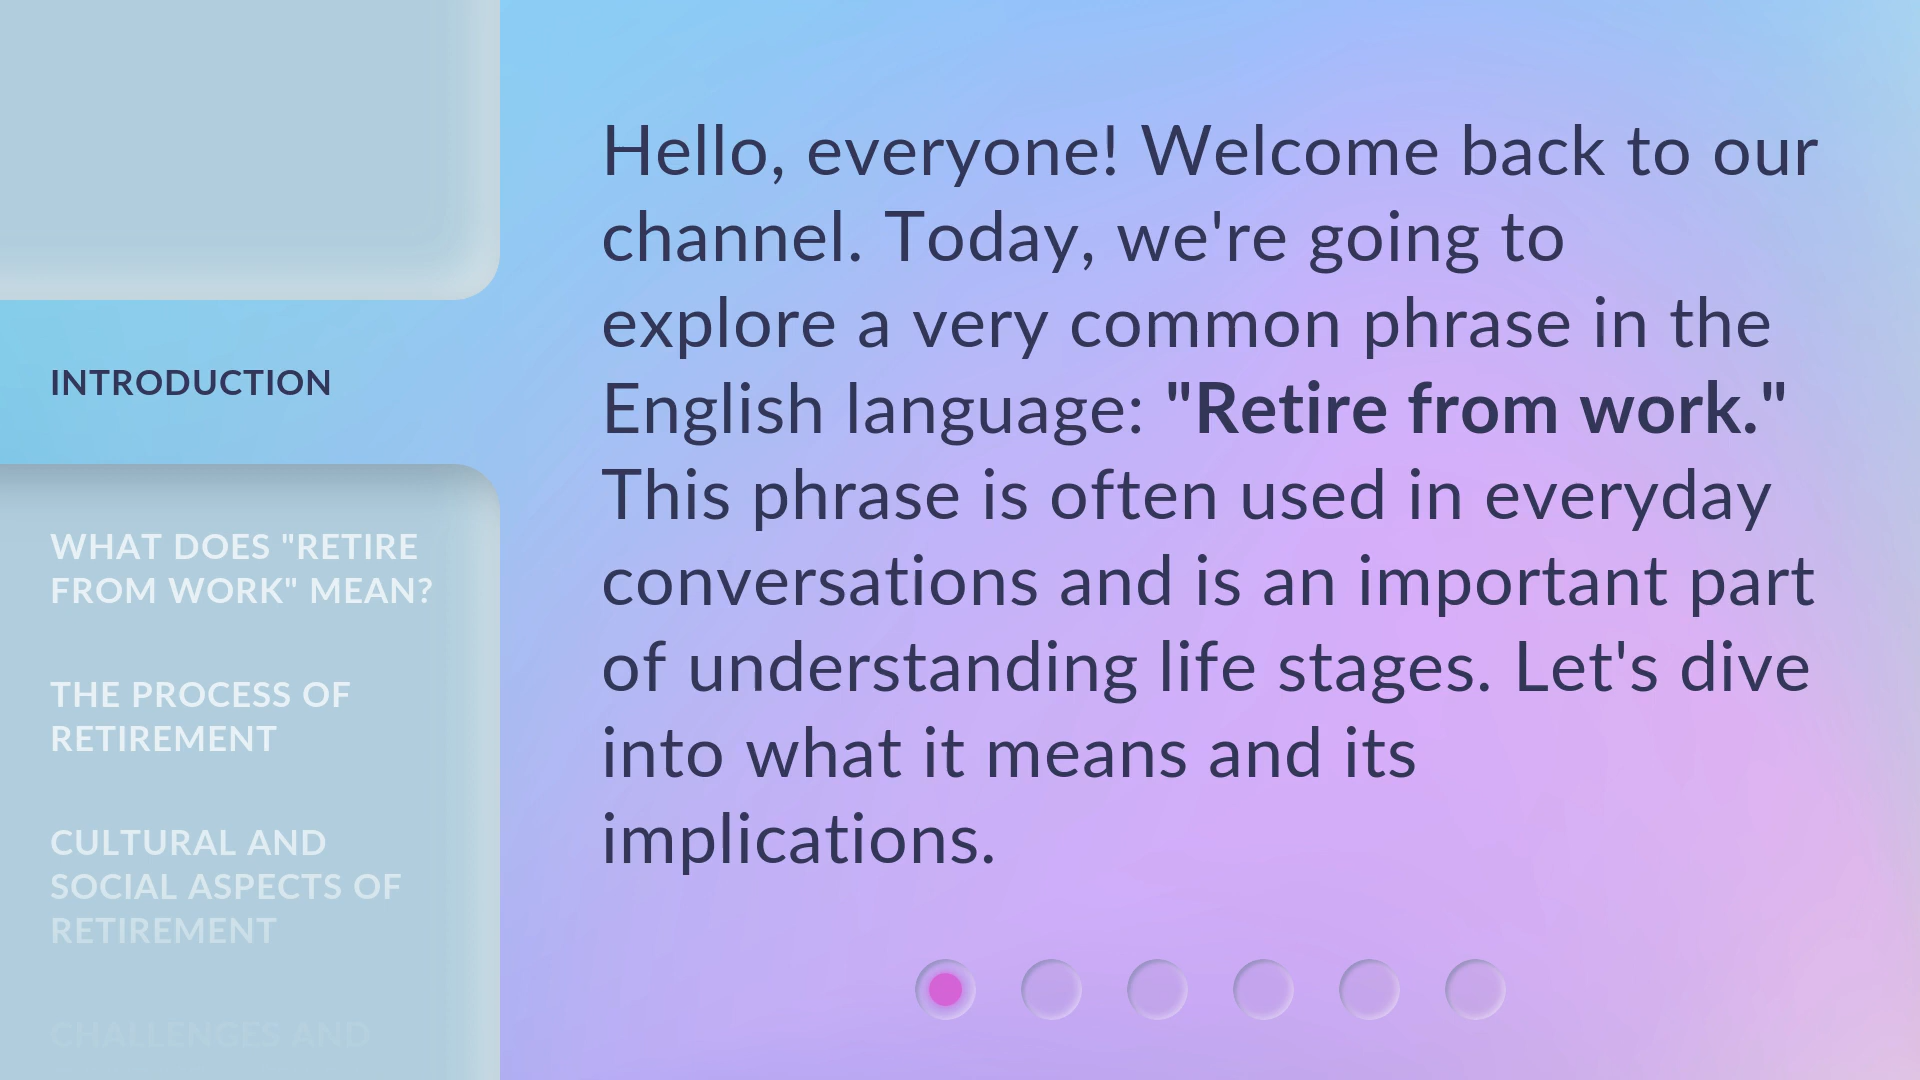 INTRODUCTION
WHAT DOES "RETIRE
FROM WORK" MEAN?
THE PROCESS OF
RETIREMENT
CULTURAL AND
SOCIAL ASPECTS OF
RETIREMENT
CHALLENGES AND
Hello, everyone! Welcome back to our
channel. Today, we're going to
explore a very common phrase in the
English language: "Retire from work."
This phrase is often used in everyday
conversations and is an important part
of understanding life stages. Let's dive
into what it means and its
implications.